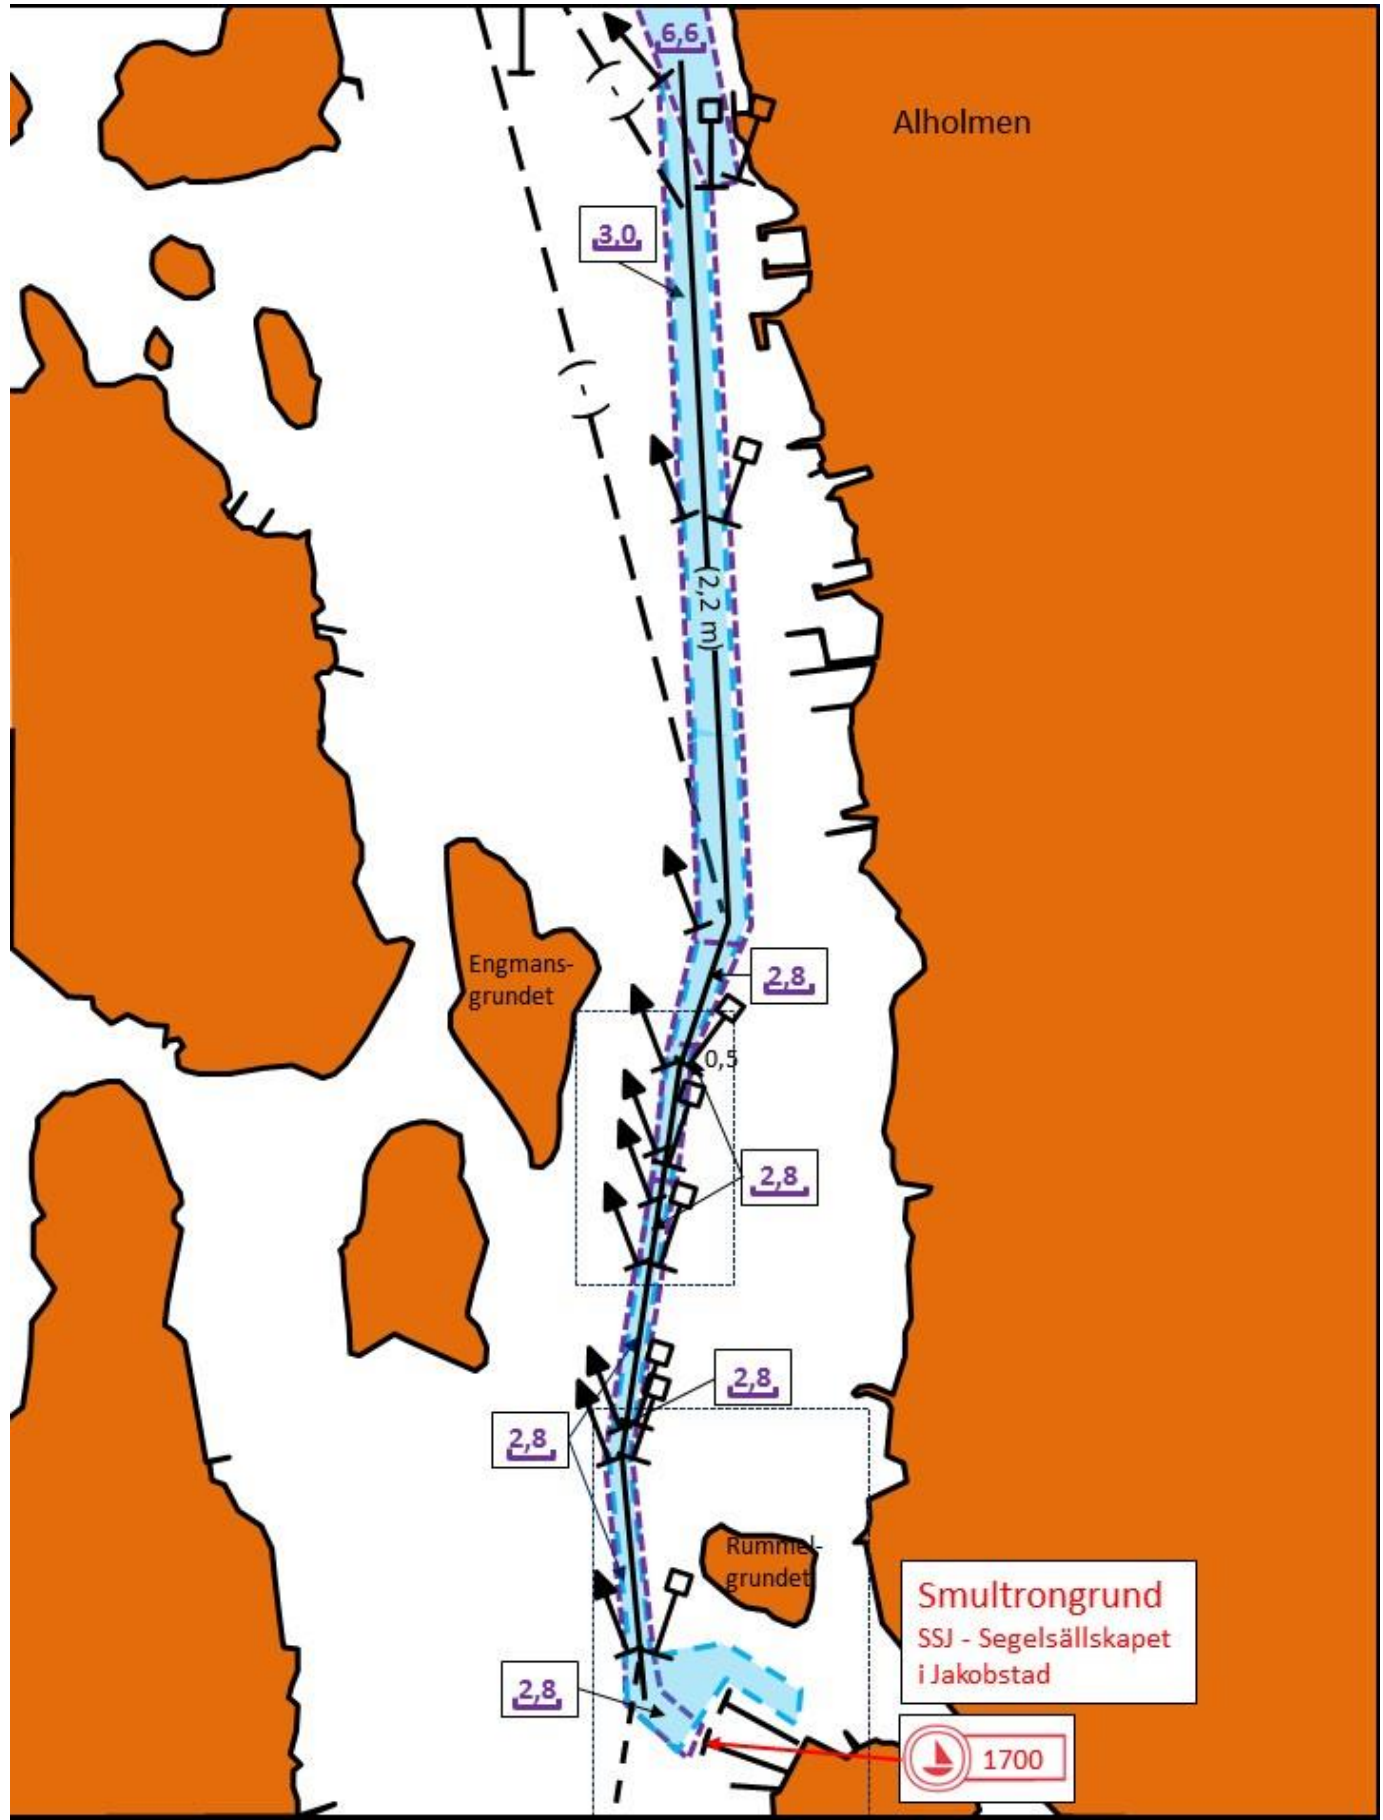 6,6
Alholmen
3,0
(2,2 m)
Engmans-
grundet
2,8
0,5
2,8
2,8
2,8
Rummel-
grundet
Smultrongrund
SSJ - Segelsällskapet
i Jakobstad
2,8
1700